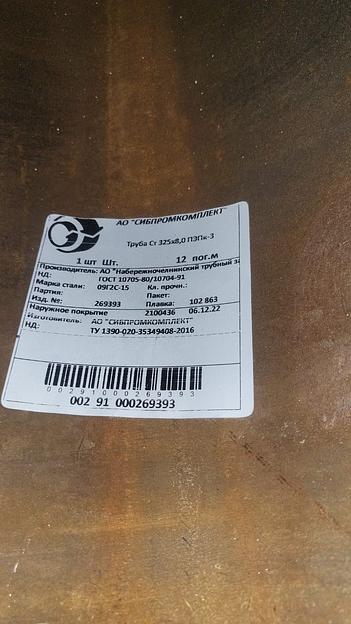 АО "СИБПРОМКОМПЛЕКТ"
Труба Ст 325x8,0 ПЭПк-3
1 шт Шт. 12 пог.м
Производитель: АО "Набережночелнинский трубный за
НД: ГОСТ 10705-80/10704-91
Марка стали: 09Г2С-15 Кл. прочн.:
Партия: Пакет:
Изд. №: 269393 Плавка: 102 863
Наружное покрытие 2100436 06.12.22
Изготовитель: АО "СИБПРОМКОМПЛЕКТ"
НД: ТУ 1390-020-35349408-2016
00291000269393
002 91 000269393